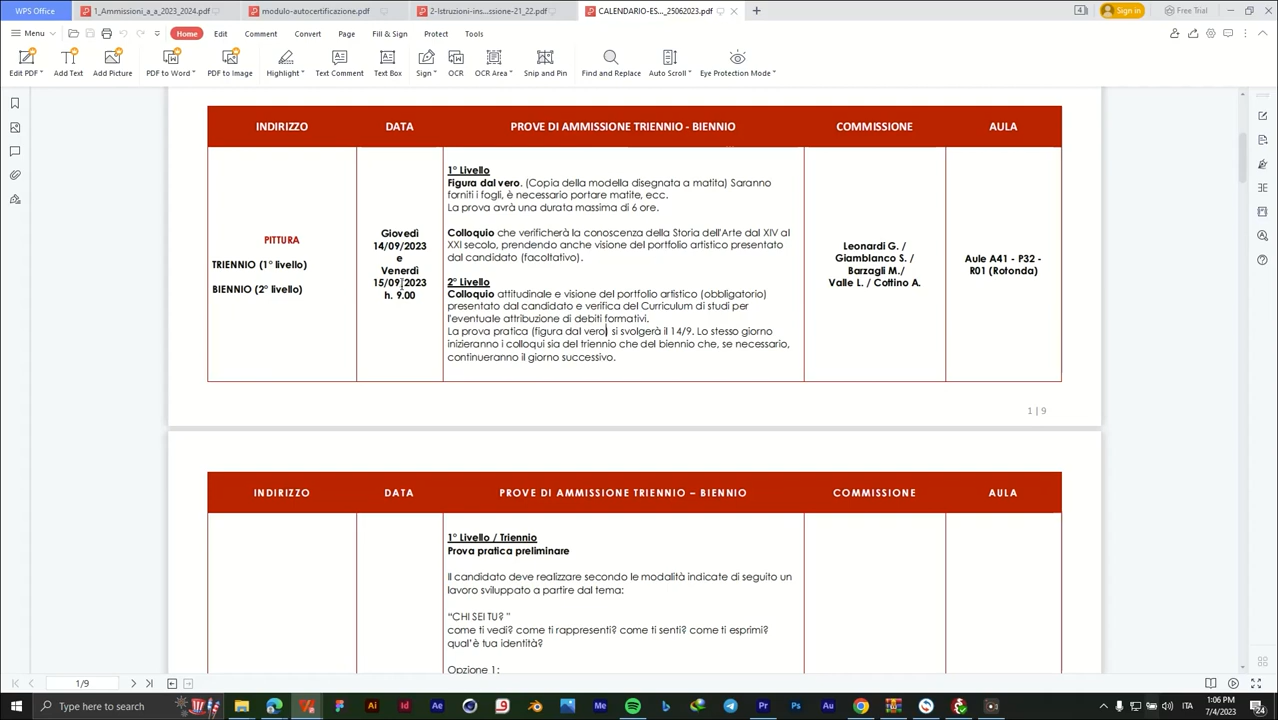 WPS Office
1_Ammissioni_a_a_2023_2024.pdf
modulo-autocertificazione.pdf
2-Istruzioni-ins...ssione-21_22.pdf
CALENDARIO-ES..._25062023.pdf
Sign in
Free Trial
Menu
Home
Edit
Comment
Convert
Page
Fill & Sign
Protect
Tools
Edit PDF
Add Text
Add Picture
PDF to Word
PDF to Image
Highlight
Text Comment
Text Box
Sign
OCR
OCR Area
Snip and Pin
Find and Replace
Auto Scroll
Eye Protection Mode
INDIRIZZO
DATA
PROVE DI AMMISSIONE TRIENNIO - BIENNIO
COMMISSIONE
AULA
PITTURA
TRIENNIO (1° livello)
BIENNIO (2° livello)
Giovedì
14/09/2023
e
Venerdì
15/09/2023
h. 9.00
1° Livello
Figura dal vero. (Copia della modella disegnata a matita) Saranno
forniti i fogli, è necessario portare matite, ecc.
La prova avrà una durata massima di 6 ore.
Colloquio che verificherà la conoscenza della Storia dell'Arte dal XIV al
XXI secolo, prendendo anche visione del portfolio artistico presentato
dal candidato (facoltativo).
2° Livello
Colloquio attitudinale e visione del portfolio artistico (obbligatorio)
presentato dal candidato e verifica del Curriculum di studi per
l'eventuale attribuzione di debiti formativi.
La prova pratica (figura dal vero) si svolgerà il 14/9. Lo stesso giorno
inizieranno i colloqui sia del triennio che del biennio che, se necessario,
continueranno il giorno successivo.
Leonardi G. /
Giamblanco S. /
Barzagli M./
Valle L. / Cottino A.
Aule A41 - P32 -
R01 (Rotonda)
1 | 9
INDIRIZZO
DATA
PROVE DI AMMISSIONE TRIENNIO – BIENNIO
COMMISSIONE
AULA
1° Livello / Triennio
Prova pratica preliminare
Il candidato deve realizzare secondo le modalità indicate di seguito un
lavoro sviluppato a partire dal tema:
“CHI SEI TU? ”
come ti vedi? come ti rappresenti? come ti senti? come ti esprimi?
qual’è tua identità?
Opzione 1:
1/9
Type here to search
ITA
1:06 PM
7/4/2023
24